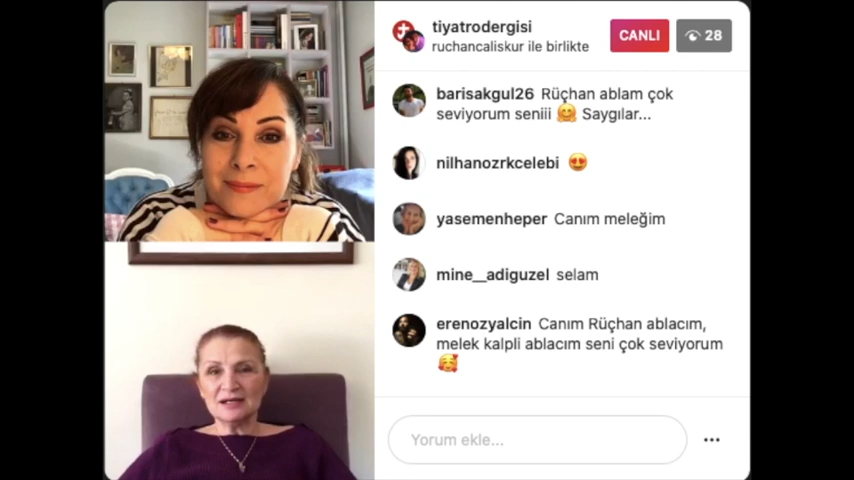 tiyatrodergisi
ruchancaliskur ile birlikte
CANLI
28
barisakgul26 Rüçhan ablam çok
seviyorum seniii 🤗 Saygılar...
nilhanozrkcelebi 😍
yasemenheper Canım meleğim
mine__adiguzel selam
erenozyalcin Canım Rüçhan ablacım,
melek kalpli ablacım seni çok seviyorum
🥰
Yorum ekle...